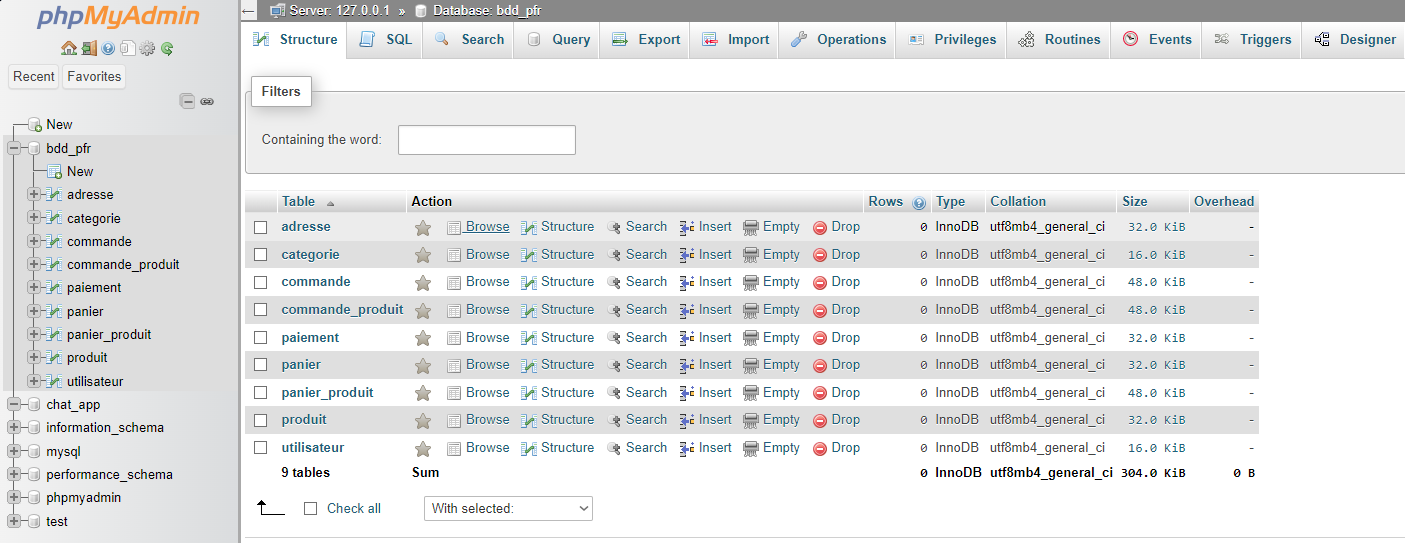 phpMyAdmin
Recent Favorites
New
bdd_pfr
New
adresse
categorie
commande
commande_produit
paiement
panier
panier_produit
produit
utilisateur
chat_app
information_schema
mysql
performance_schema
phpmyadmin
test
Server: 127.0.0.1 » Database: bdd_pfr
Structure SQL Search Query Export Import Operations Privileges Routines Events Triggers Designer
Filters
Containing the word:
Table Action Rows Type Collation Size Overhead
adresse Browse Structure Search Insert Empty Drop 0 InnoDB utf8mb4_general_ci 32.0 KiB -
categorie Browse Structure Search Insert Empty Drop 0 InnoDB utf8mb4_general_ci 16.0 KiB -
commande Browse Structure Search Insert Empty Drop 0 InnoDB utf8mb4_general_ci 48.0 KiB -
commande_produit Browse Structure Search Insert Empty Drop 0 InnoDB utf8mb4_general_ci 48.0 KiB -
paiement Browse Structure Search Insert Empty Drop 0 InnoDB utf8mb4_general_ci 32.0 KiB -
panier Browse Structure Search Insert Empty Drop 0 InnoDB utf8mb4_general_ci 32.0 KiB -
panier_produit Browse Structure Search Insert Empty Drop 0 InnoDB utf8mb4_general_ci 48.0 KiB -
produit Browse Structure Search Insert Empty Drop 0 InnoDB utf8mb4_general_ci 32.0 KiB -
utilisateur Browse Structure Search Insert Empty Drop 0 InnoDB utf8mb4_general_ci 16.0 KiB -
9 tables Sum 0 InnoDB utf8mb4_general_ci 304.0 KiB 0 B
Check all With selected: